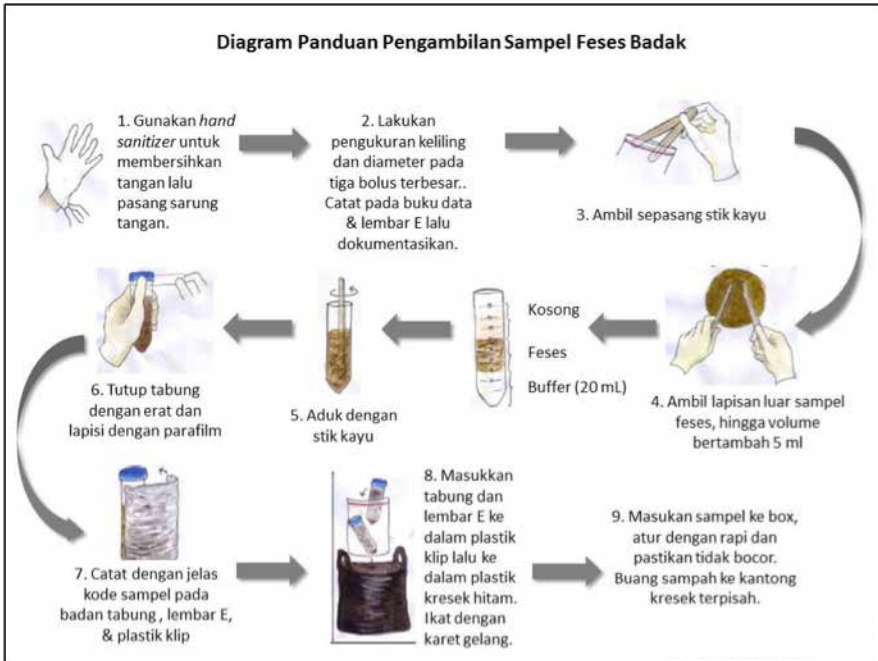 Diagram Panduan Pengambilan Sampel Feses Badak
1. Gunakan hand
sanitizer untuk
membersihkan
tangan lalu
pasang sarung
tangan.
2. Lakukan
pengukuran keliling
dan diameter pada
tiga bolus terbesar..
Catat pada buku data
& lembar E lalu
dokumentasikan.
3. Ambil sepasang stik kayu
4. Ambil lapisan luar sampel
feses, hingga volume
bertambah 5 ml
Kosong
Feses
Buffer (20 mL)
5. Aduk dengan
stik kayu
6. Tutup tabung
dengan erat dan
lapisi dengan parafilm
7. Catat dengan jelas
kode sampel pada
badan tabung , lembar E,
& plastik klip
8. Masukkan
tabung dan
lembar E ke
dalam plastik
klip lalu ke
dalam plastik
kresek hitam.
Ikat dengan
karet gelang.
9. Masukan sampel ke box,
atur dengan rapi dan
pastikan tidak bocor.
Buang sampah ke kantong
kresek terpisah.